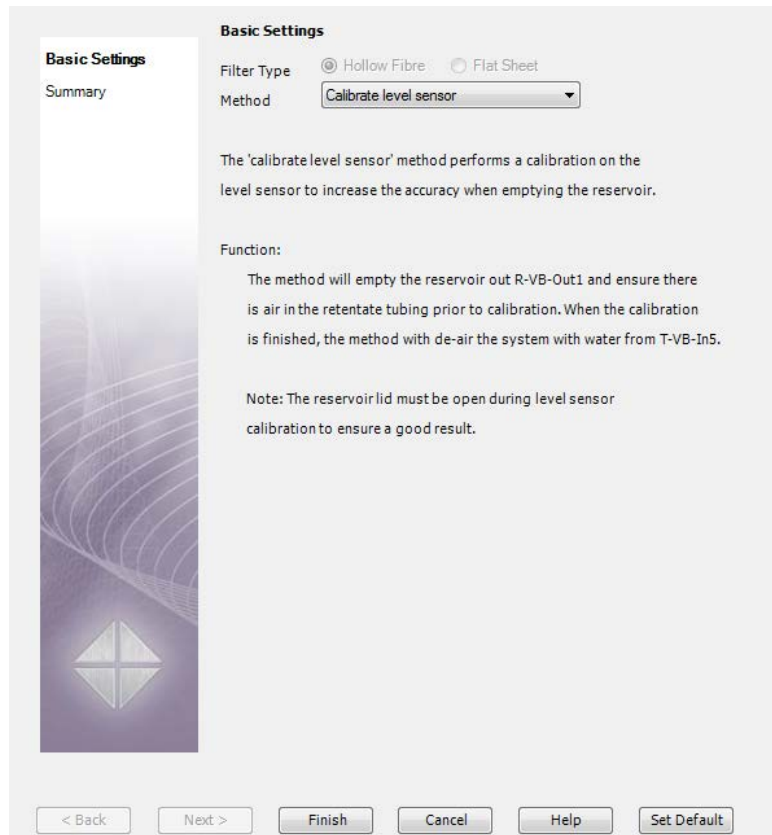 Basic Settings
Basic Settings
Summary
Filter Type Hollow Fibre Flat Sheet
Method Calibrate level sensor
The 'calibrate level sensor' method performs a calibration on the
level sensor to increase the accuracy when emptying the reservoir.
Function:
The method will empty the reservoir out R-VB-Out1 and ensure there
is air in the retentate tubing prior to calibration. When the calibration
is finished, the method with de-air the system with water from T-VB-In5.
Note: The reservoir lid must be open during level sensor
calibration to ensure a good result.
< Back Next > Finish Cancel Help Set Default